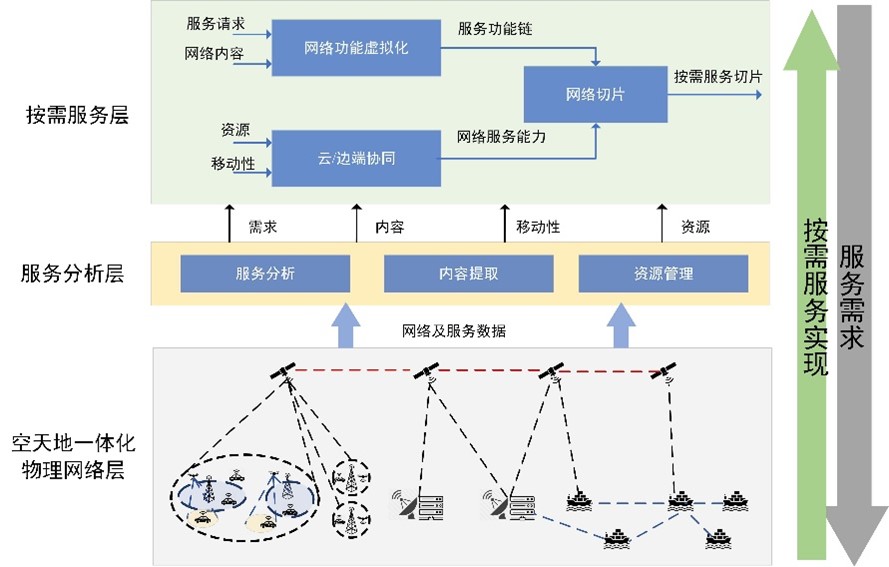 服务请求
网络内容
网络功能虚拟化
服务功能链
网络切片
按需服务切片
按需服务层
资源
移动性
云/边端协同
网络服务能力
需求
内容
移动性
资源
服务分析层
服务分析
内容提取
资源管理
网络及服务数据
空天地一体化
物理网络层
按需服务实现
服务需求